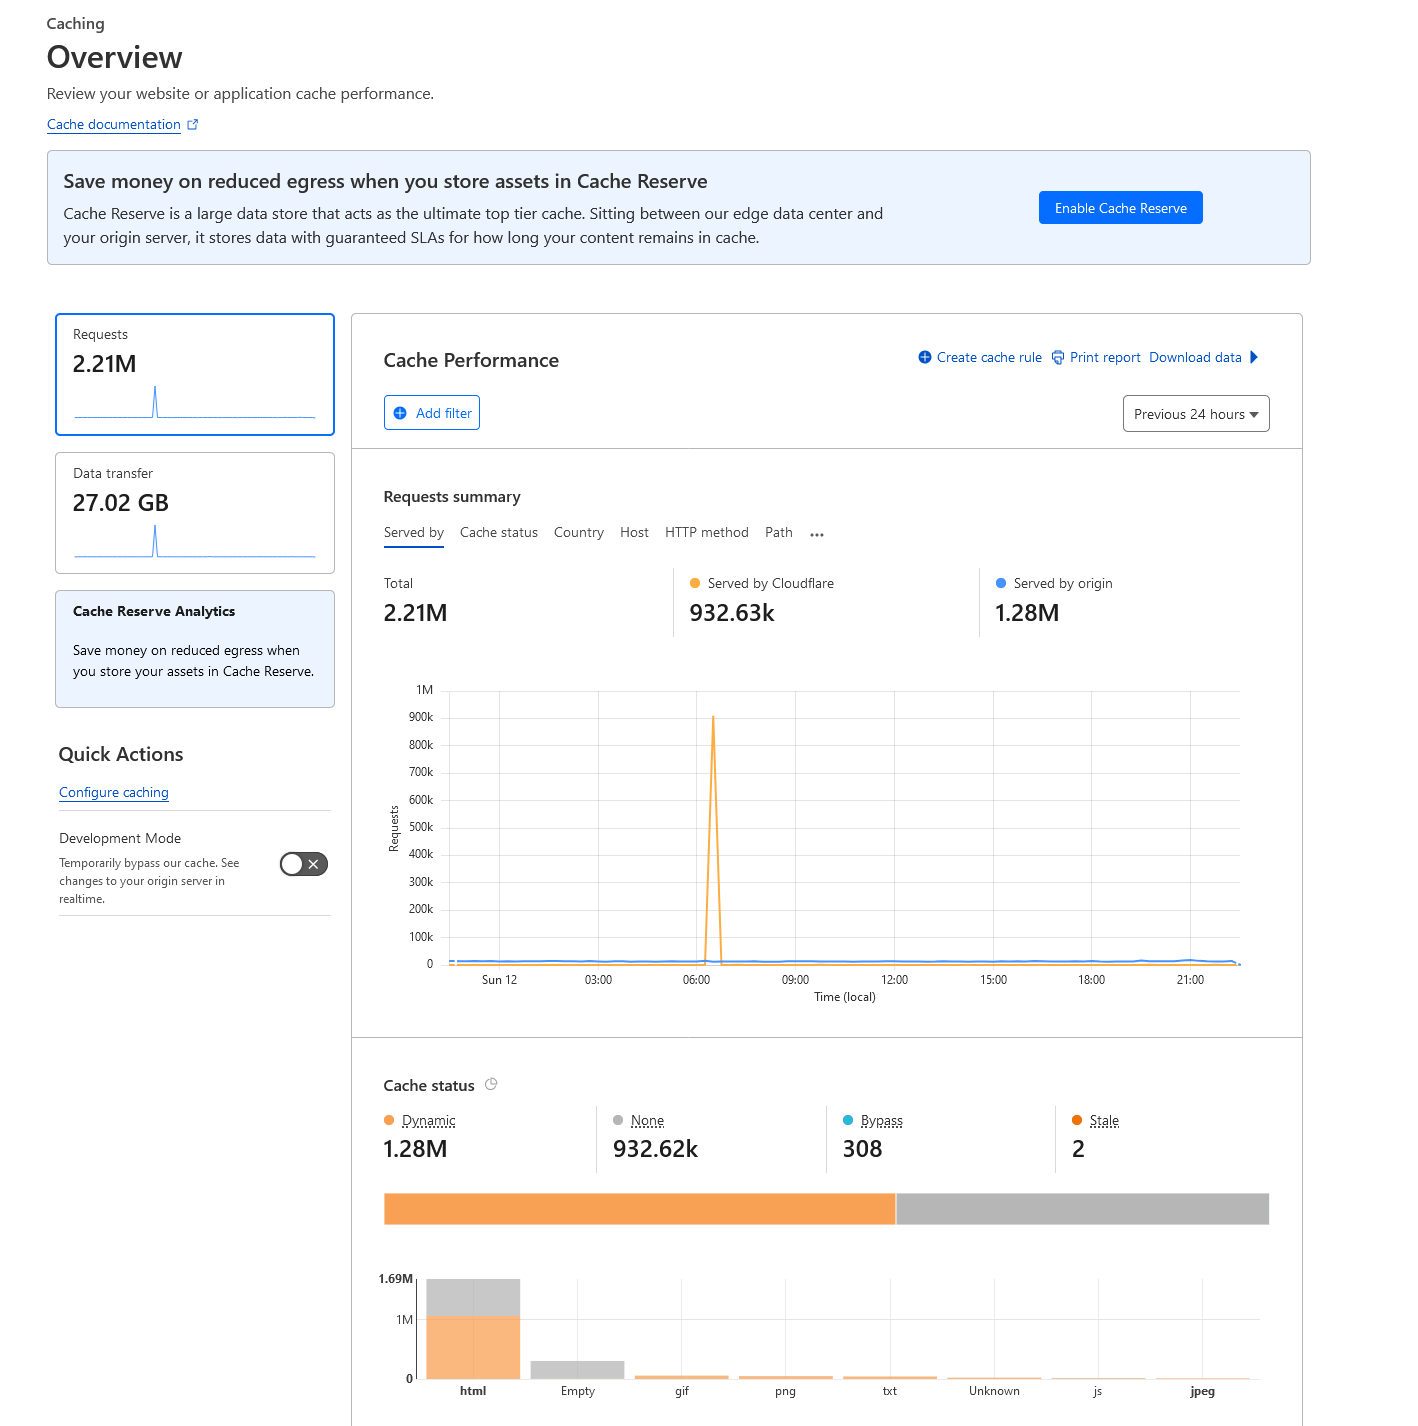 Caching
Overview
Review your website or application cache performance.
Cache documentation
Save money on reduced egress when you store assets in Cache Reserve
Cache Reserve is a large data store that acts as the ultimate top tier cache. Sitting between our edge data center and
your origin server, it stores data with guaranteed SLAs for how long your content remains in cache.
Enable Cache Reserve
Requests
2.21M
Data transfer
27.02 GB
Cache Reserve Analytics
Save money on reduced egress when
you store your assets in Cache Reserve.
Quick Actions
Configure caching
Development Mode
Temporarily bypass our cache. See
changes to your origin server in
realtime.
Cache Performance
Create cache rule Print report Download data
Add filter
Previous 24 hours
Requests summary
Served by Cache status Country Host HTTP method Path ...
Total
2.21M
Served by Cloudflare
932.63k
Served by origin
1.28M
1M
900k
800k
700k
600k
500k
400k
300k
200k
100k
0
Requests
Sun 12 03:00 06:00 09:00 12:00 15:00 18:00 21:00
Time (local)
Cache status
Dynamic
1.28M
None
932.62k
Bypass
308
Stale
2
1.69M
1M
0
html Empty gif png txt Unknown js jpeg